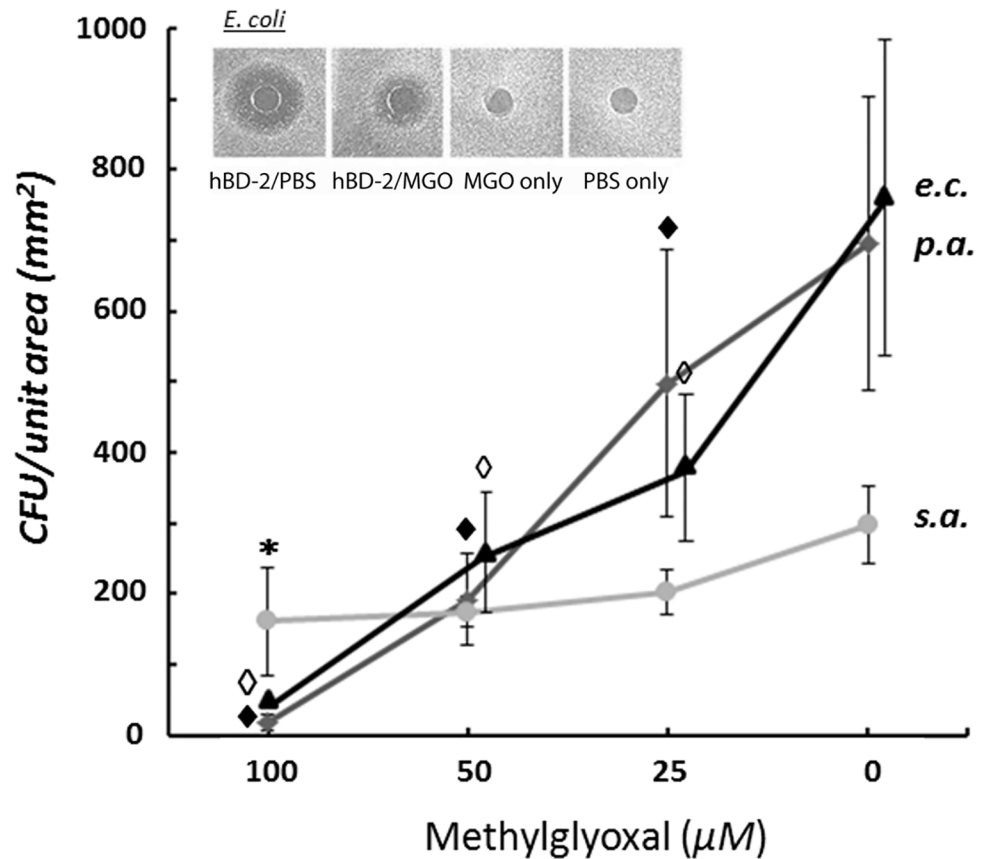 E. coli
hBD-2/PBS hBD-2/MGO MGO only PBS only
CFU/unit area (mm²)
1000
800
600
400
200
0
*
e.c.
p.a.
s.a.
100 50 25 0
Methylglyoxal (µM)